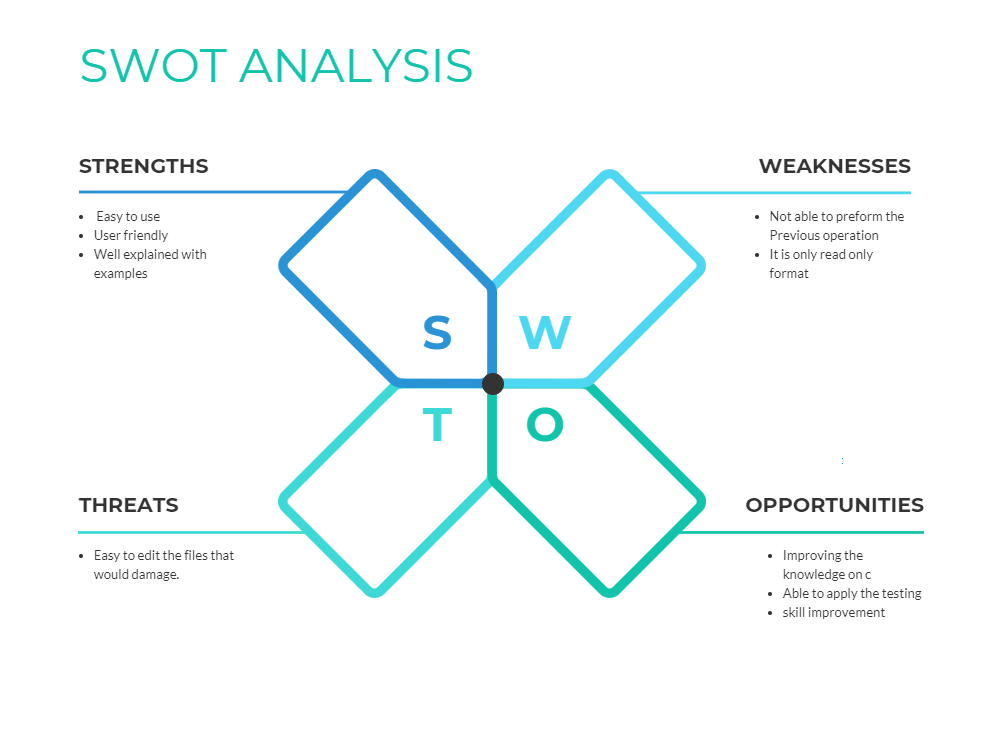 SWOT ANALYSIS
STRENGTHS
• Easy to use
• User friendly
• Well explained with
examples
WEAKNESSES
• Not able to preform the
Previous operation
• It is only read only
format
S
W
T
O
:
THREATS
• Easy to edit the files that
would damage.
OPPORTUNITIES
• Improving the
knowledge on c
• Able to apply the testing
• skill improvement